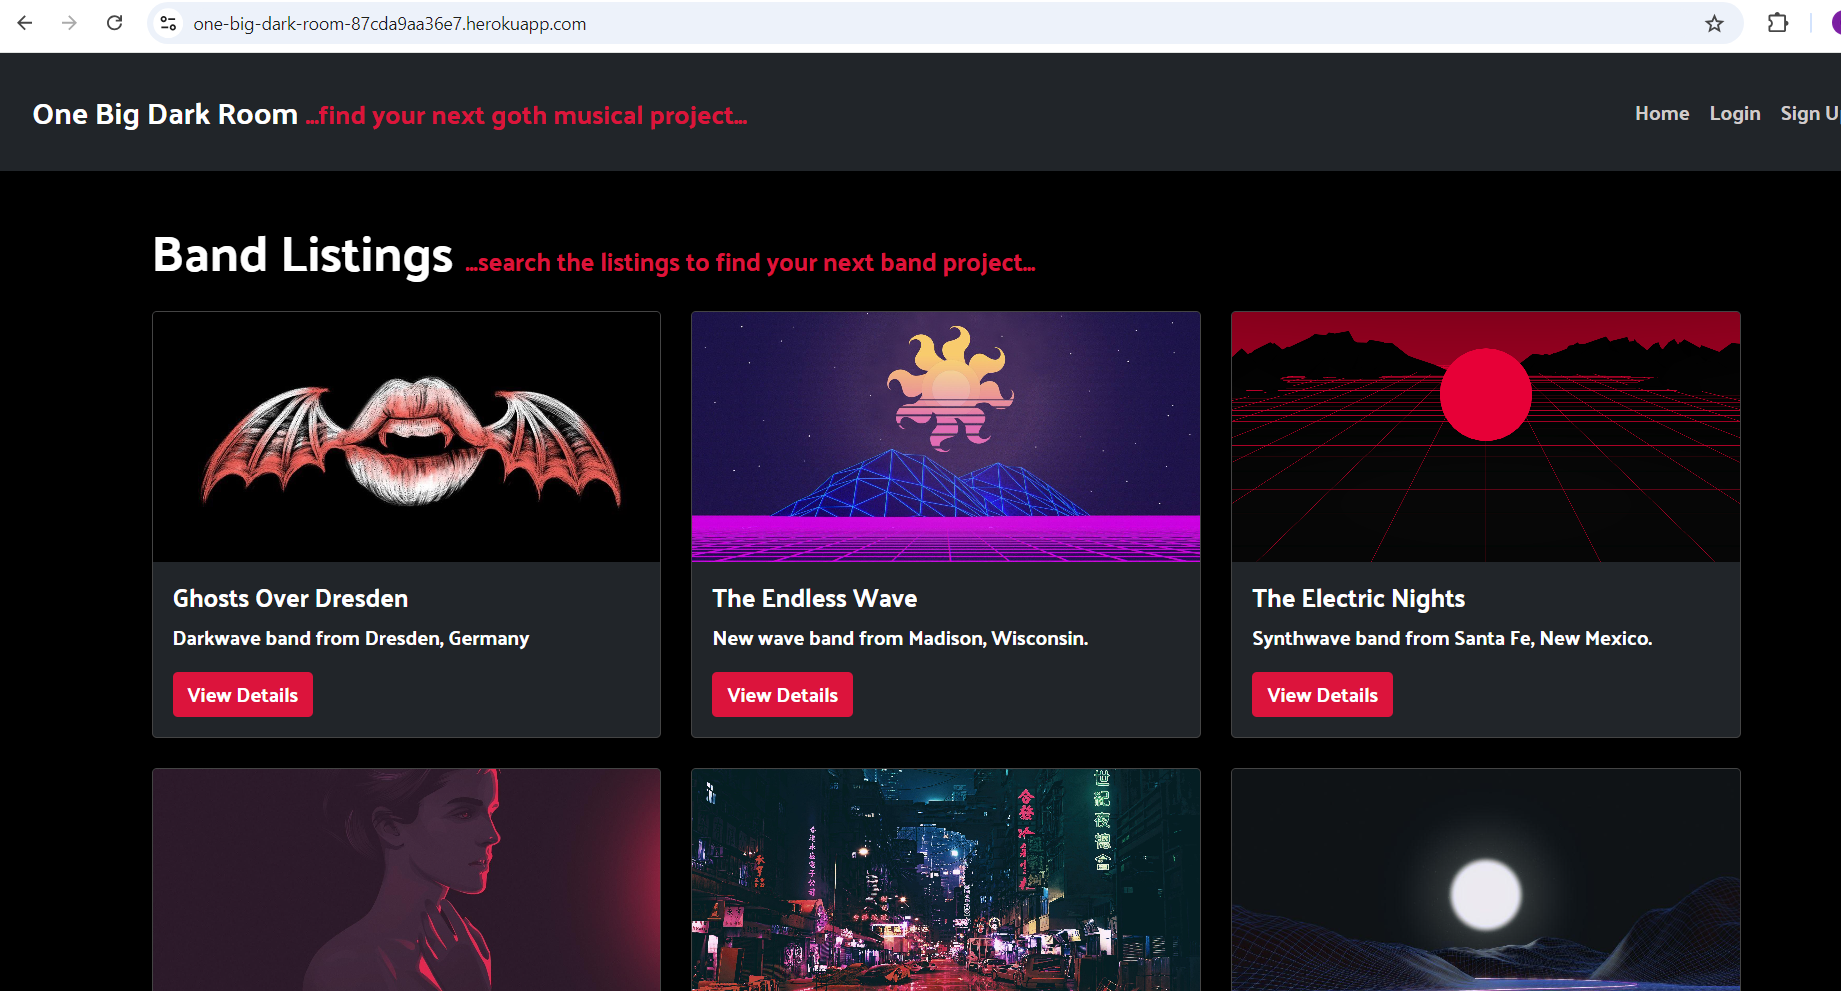 one-big-dark-room-87cda9aa36e7.herokuapp.com
One Big Dark Room ...find your next goth musical project...
Home Login Sign U
Band Listings ...search the listings to find your next band project...
Ghosts Over Dresden
Darkwave band from Dresden, Germany
View Details
The Endless Wave
New wave band from Madison, Wisconsin.
View Details
The Electric Nights
Synthwave band from Santa Fe, New Mexico.
View Details